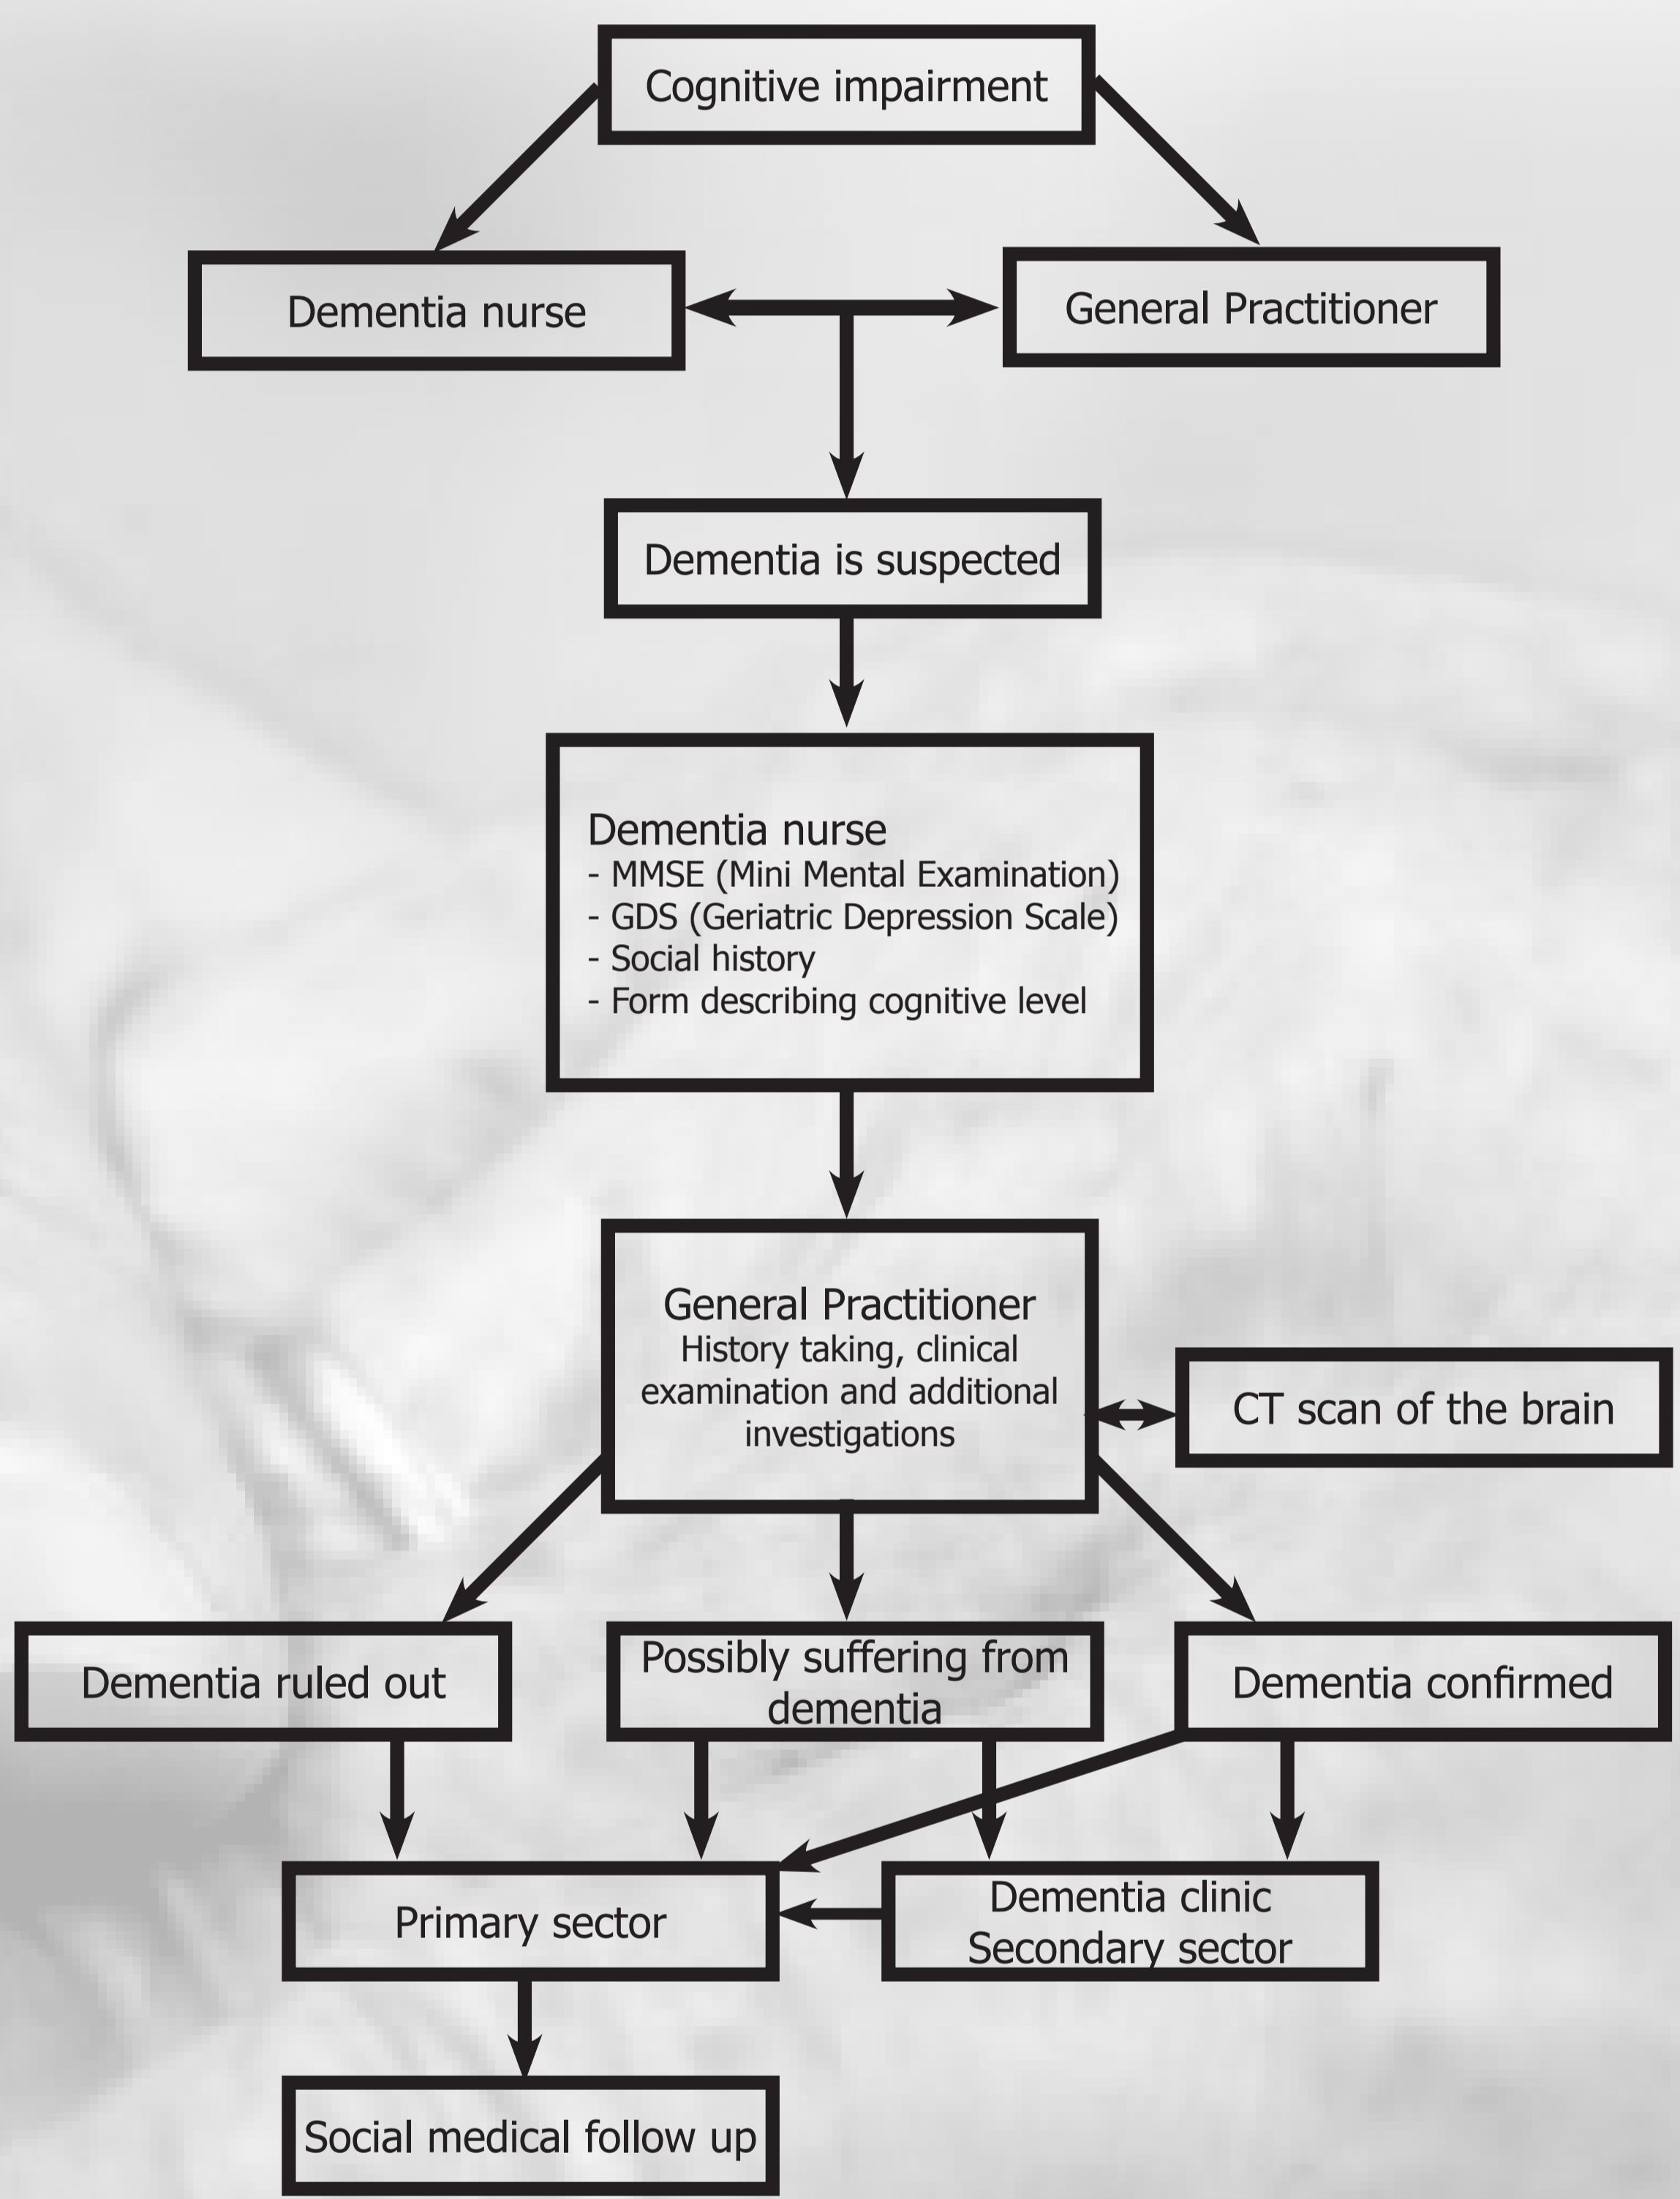 Cognitive impairment
Dementia nurse
General Practitioner
Dementia is suspected
Dementia nurse
- MMSE (Mini Mental Examination)
- GDS (Geriatric Depression Scale)
- Social history
- Form describing cognitive level
General Practitioner
History taking, clinical
examination and additional
investigations
CT scan of the brain
Dementia ruled out
Possibly suffering from
dementia
Dementia confirmed
Primary sector
Dementia clinic
Secondary sector
Social medical follow up